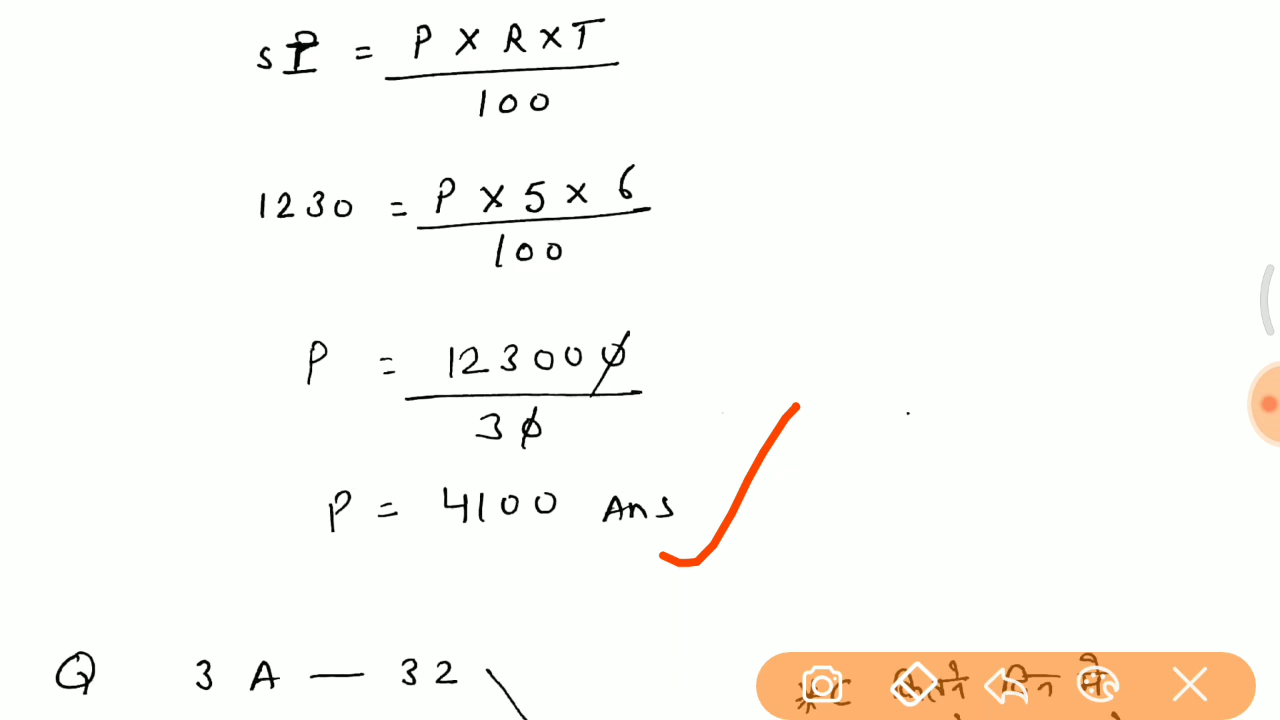 SI = P × R × T
100
1230 = P × 5 × 6
100
P = 123000
30
P = 4100 Ans
Q 3 A — 32